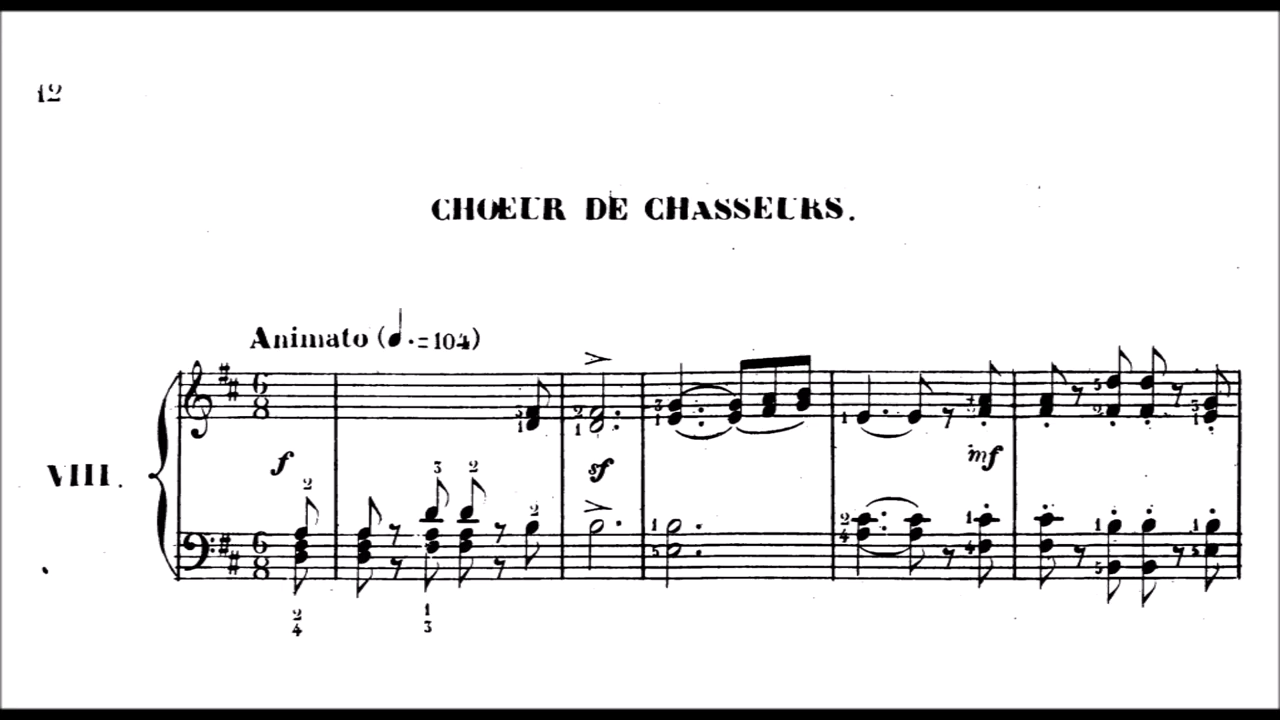 12
CHOEUR DE CHASSEURS.
Animato (♩. = 104)
VIII.
f
sf
mf